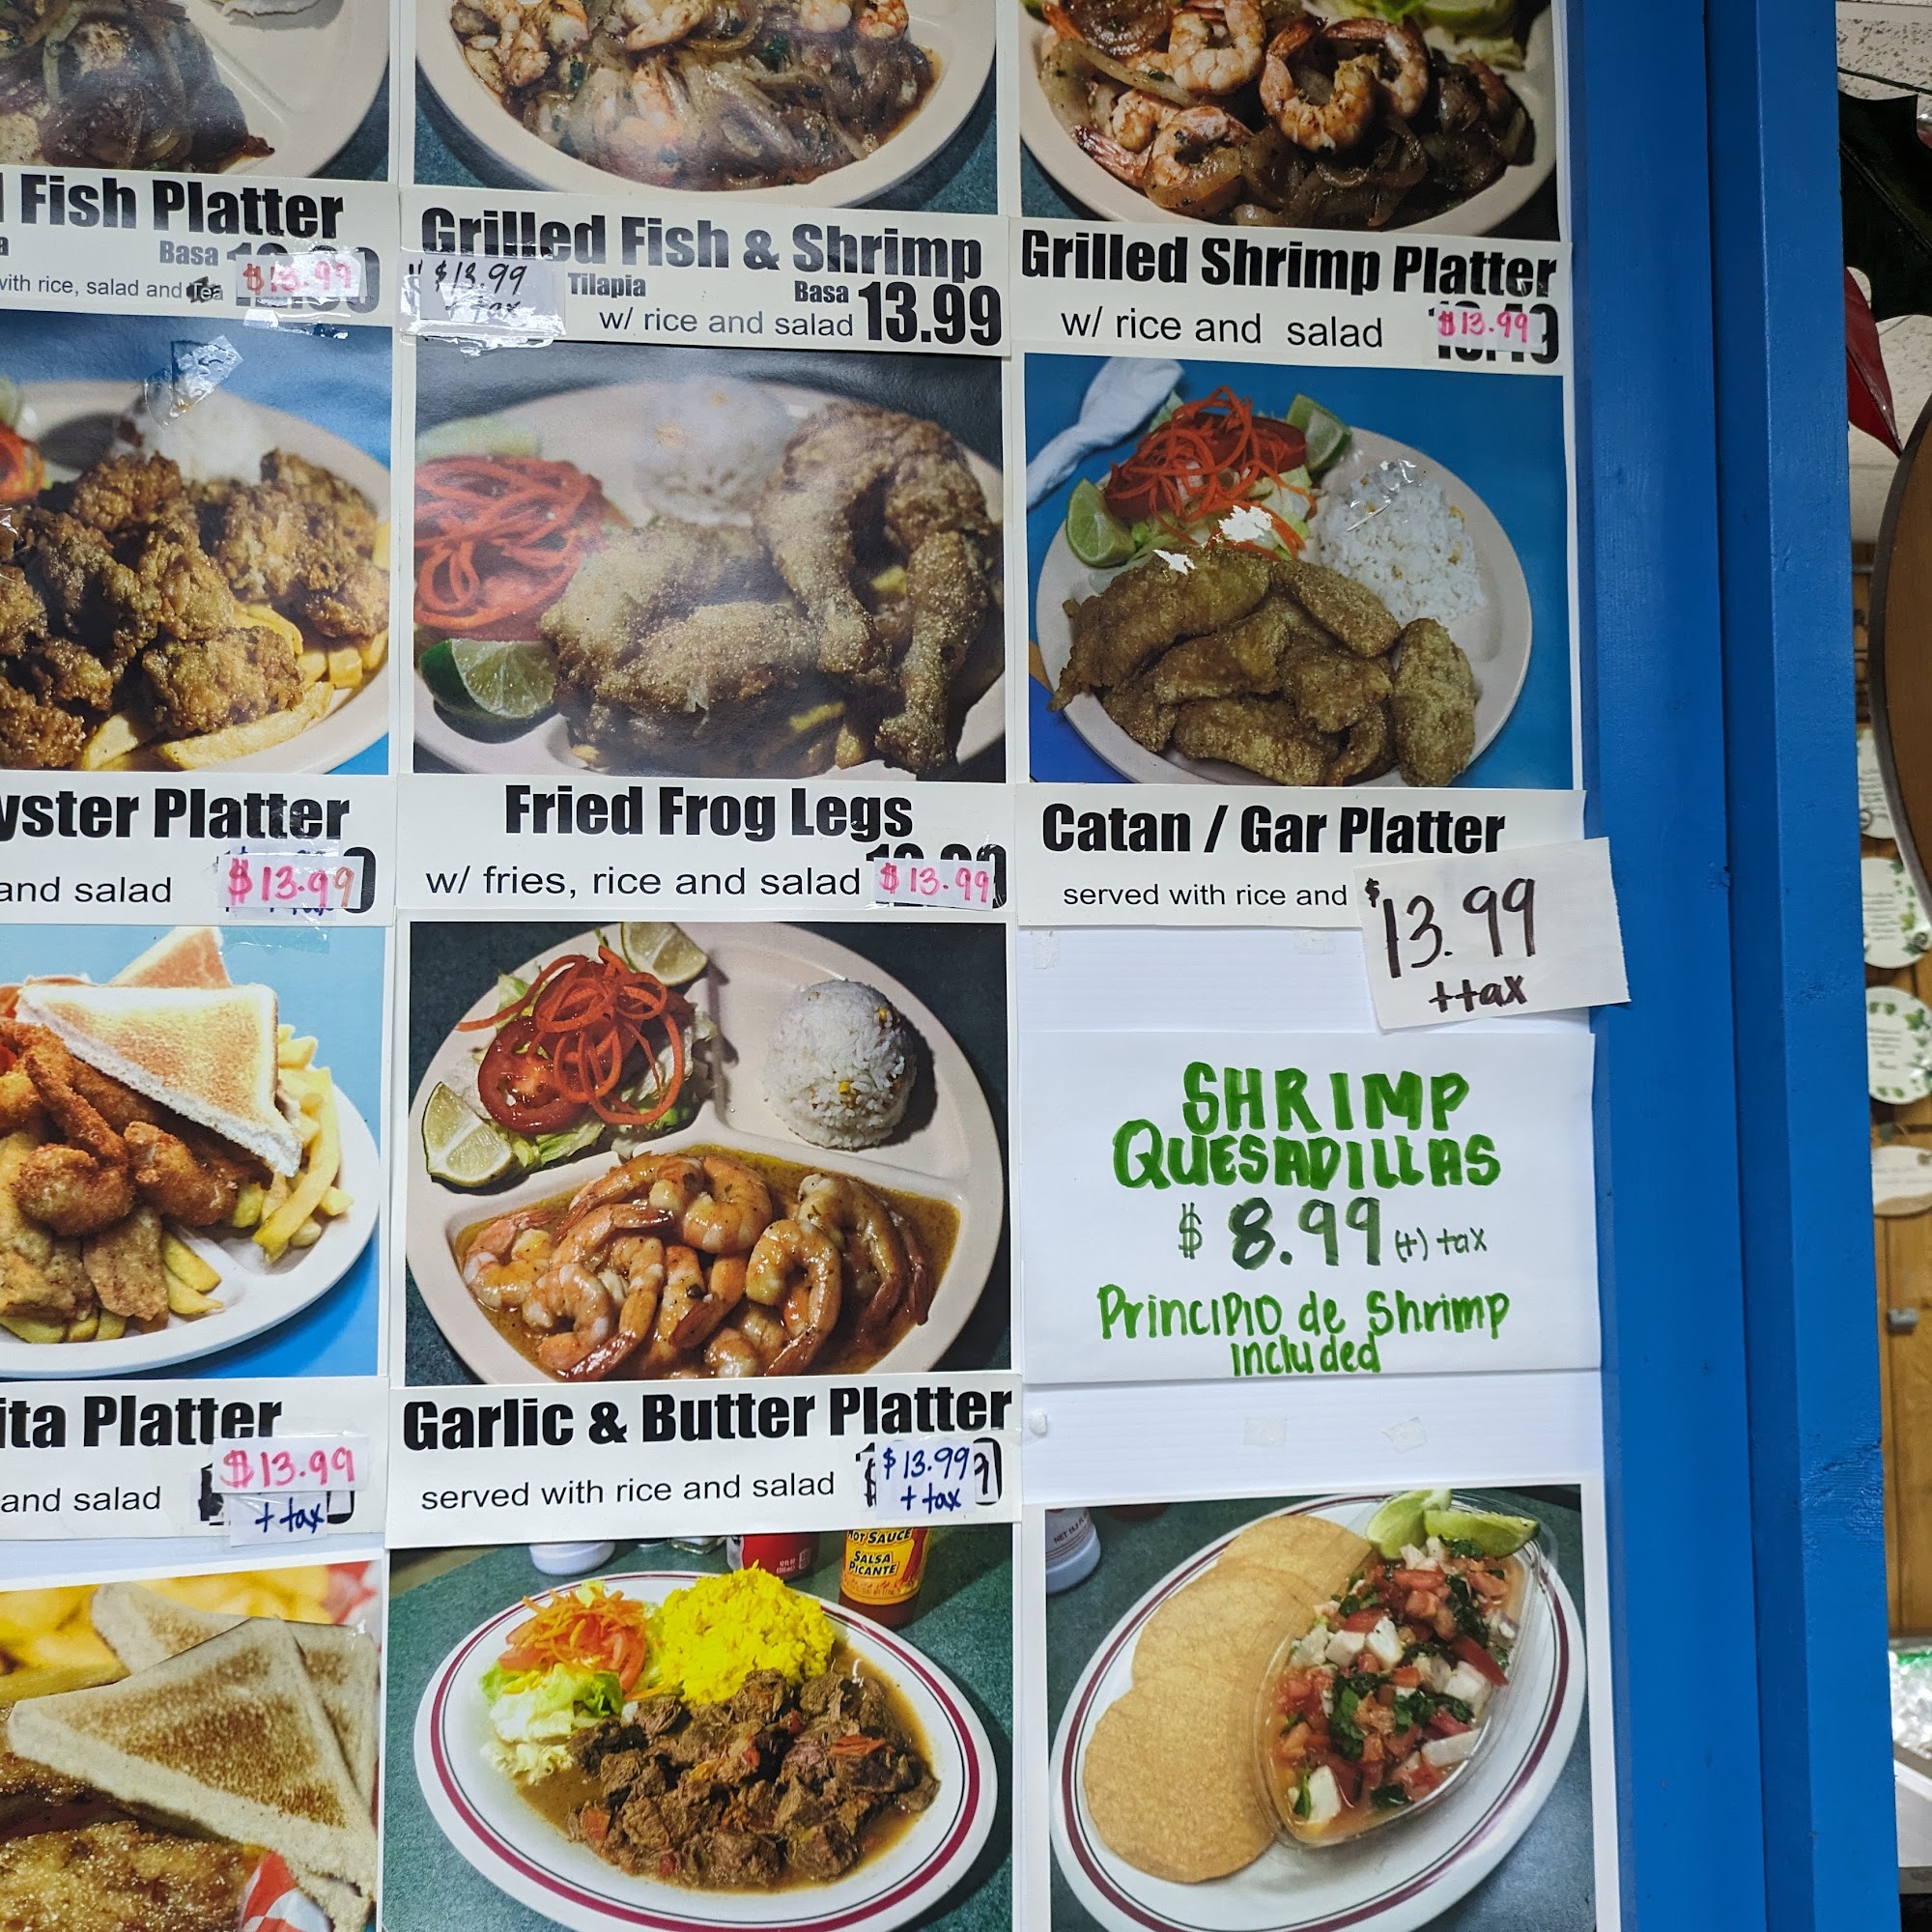 Fish Platter
Basa
$13.99
with rice, salad and Tea
Grilled Fish & Shrimp
$13.99
+ tax
Tilapia
Basa
13.99
w/ rice and salad
Grilled Shrimp Platter
w/ rice and salad
$13.99
yster Platter
and salad
$13.99
Fried Frog Legs
w/ fries, rice and salad
$13.99
Catan / Gar Platter
served with rice and
$13.99
+tax
SHRIMP
QUESADILLAS
$ 8.99 (+) tax
Principio de Shrimp
included
ita Platter
and salad
$13.99
+ tax
Garlic & Butter Platter
served with rice and salad
$13.99
+ tax
HOT SAUCE
SALSA
PICANTE